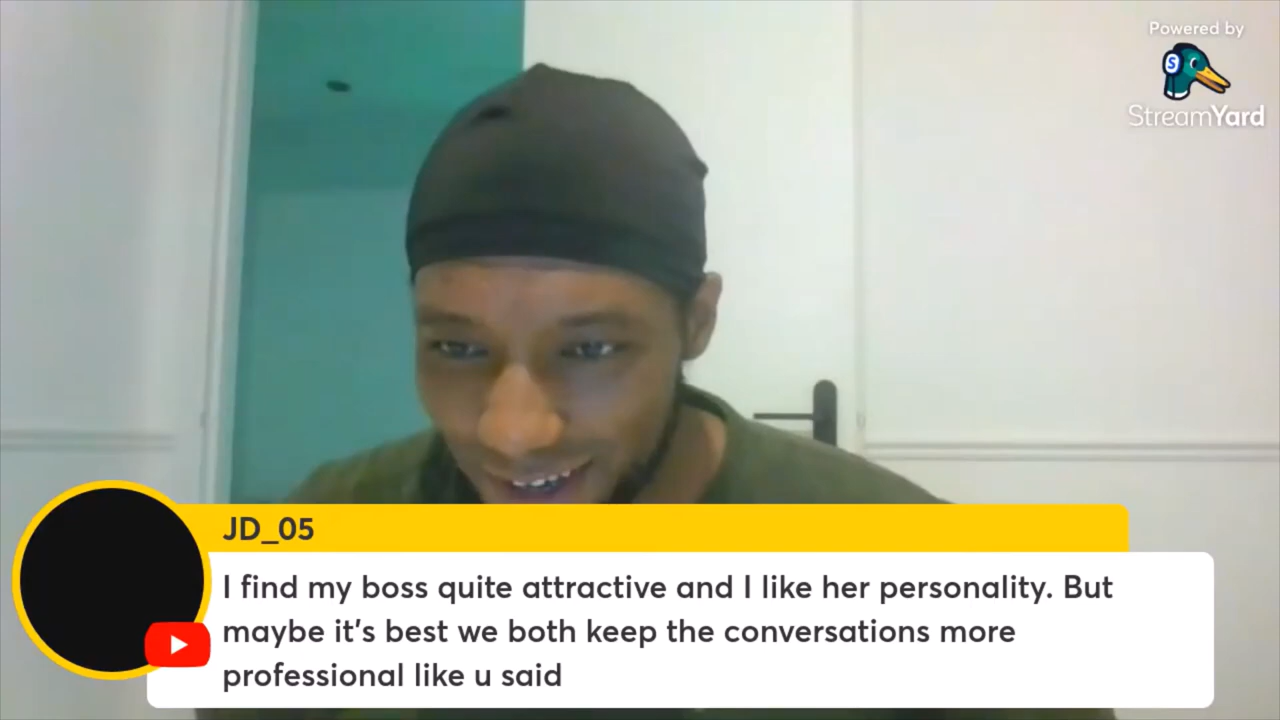 Powered by
StreamYard
JD_05
I find my boss quite attractive and I like her personality. But
maybe it's best we both keep the conversations more
professional like u said